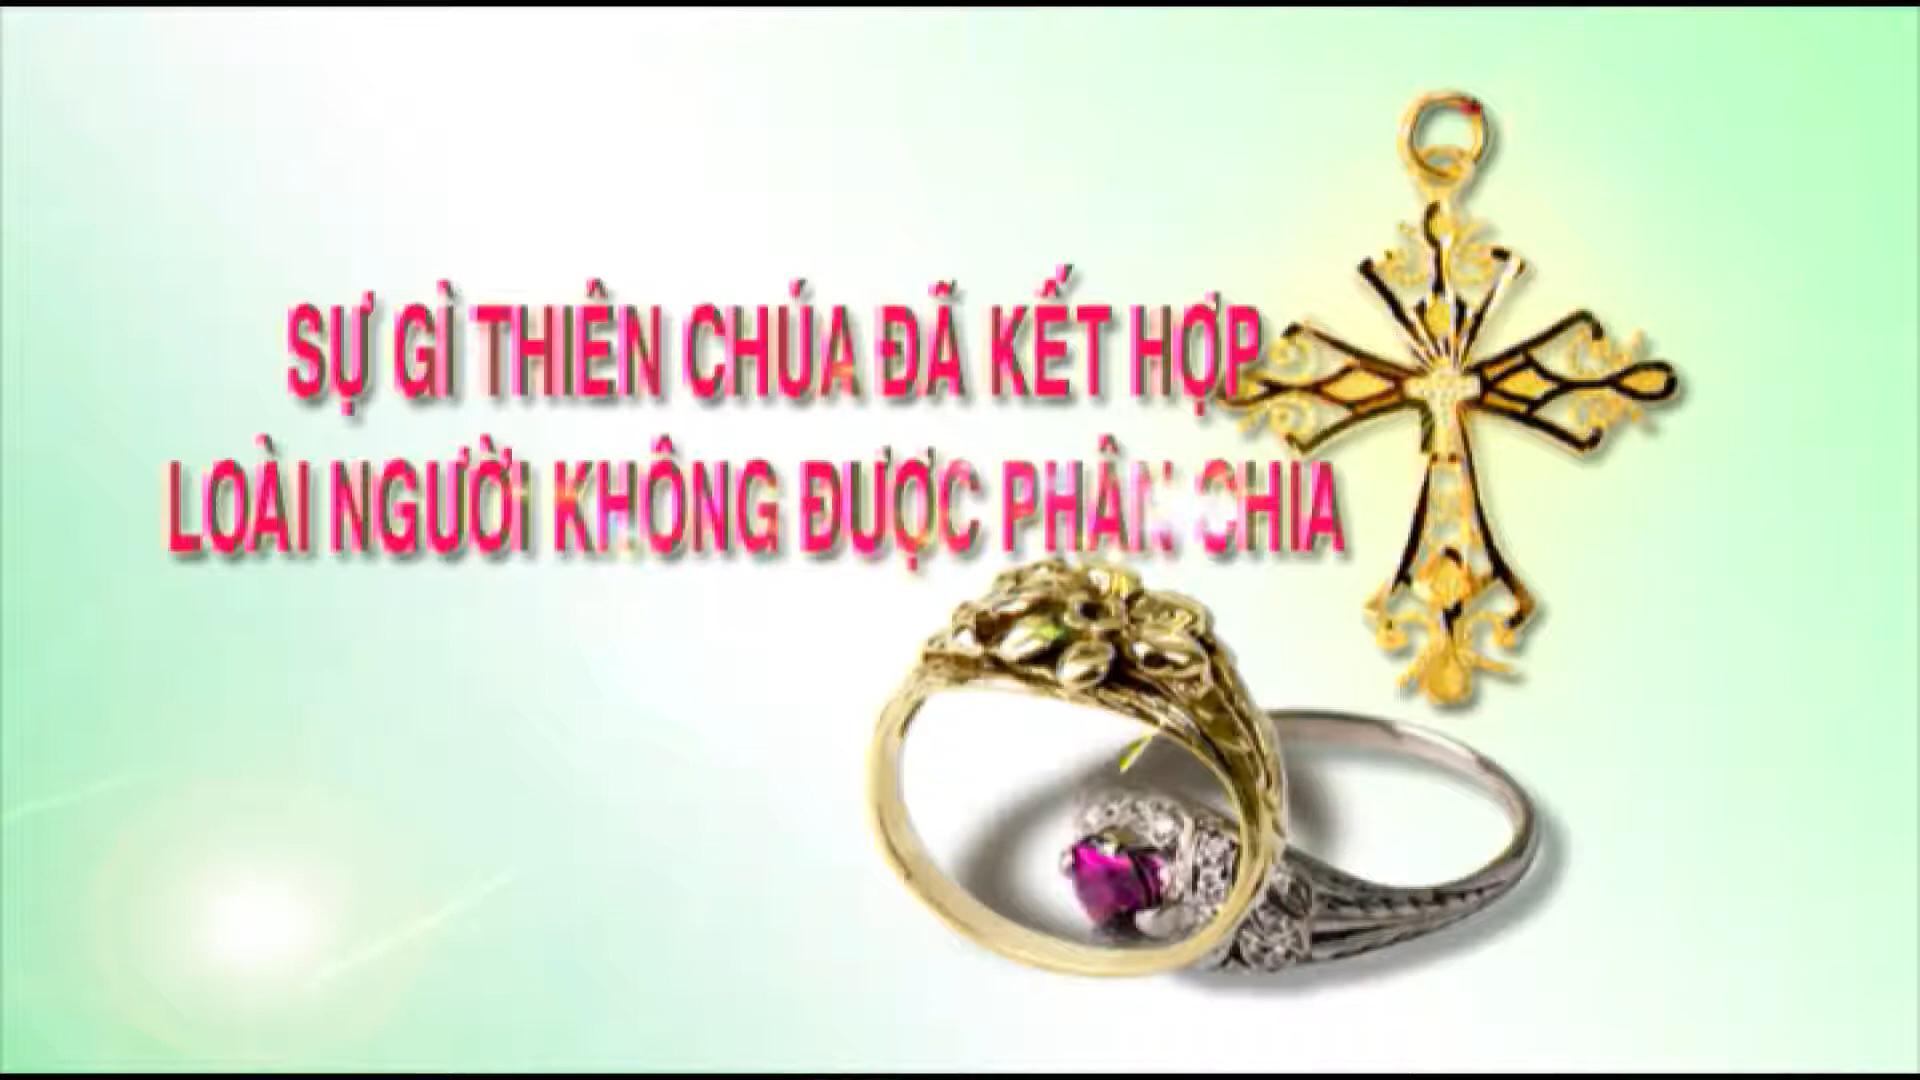 SỰ GÌ THIÊN CHÚA ĐÃ KẾT HỢP
LOÀI NGƯỜI KHÔNG ĐƯỢC PHÂN CHIA